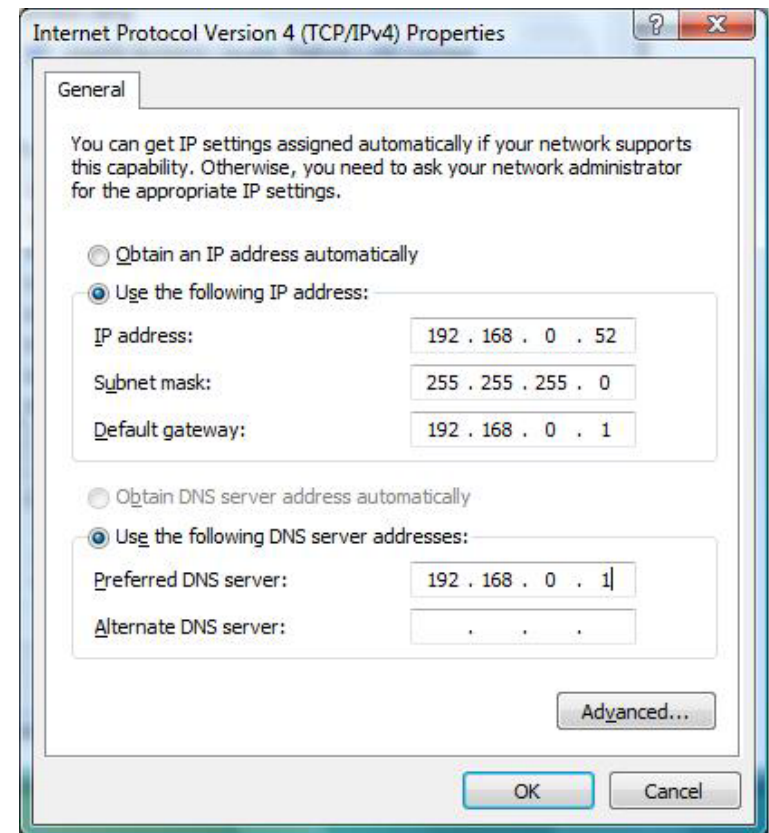 Internet Protocol Version 4 (TCP/IPv4) Properties
General
You can get IP settings assigned automatically if your network supports
this capability. Otherwise, you need to ask your network administrator
for the appropriate IP settings.
Obtain an IP address automatically
Use the following IP address:
IP address: 192 . 168 . 0 . 52
Subnet mask: 255 . 255 . 255 . 0
Default gateway: 192 . 168 . 0 . 1
Obtain DNS server address automatically
Use the following DNS server addresses:
Preferred DNS server: 192 . 168 . 0 . 1
Alternate DNS server: . . .
Advanced...
OK Cancel